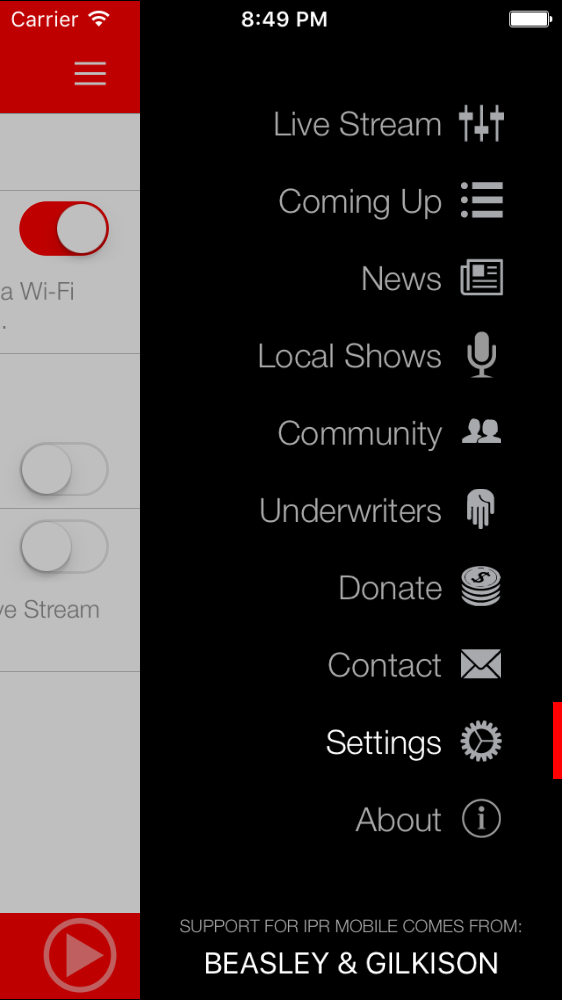 Carrier
8:49 PM
Live Stream
Coming Up
News
a Wi-Fi
.
Local Shows
Community
Underwriters
Donate
ve Stream
Contact
Settings
About
SUPPORT FOR IPR MOBILE COMES FROM:
BEASLEY & GILKISON